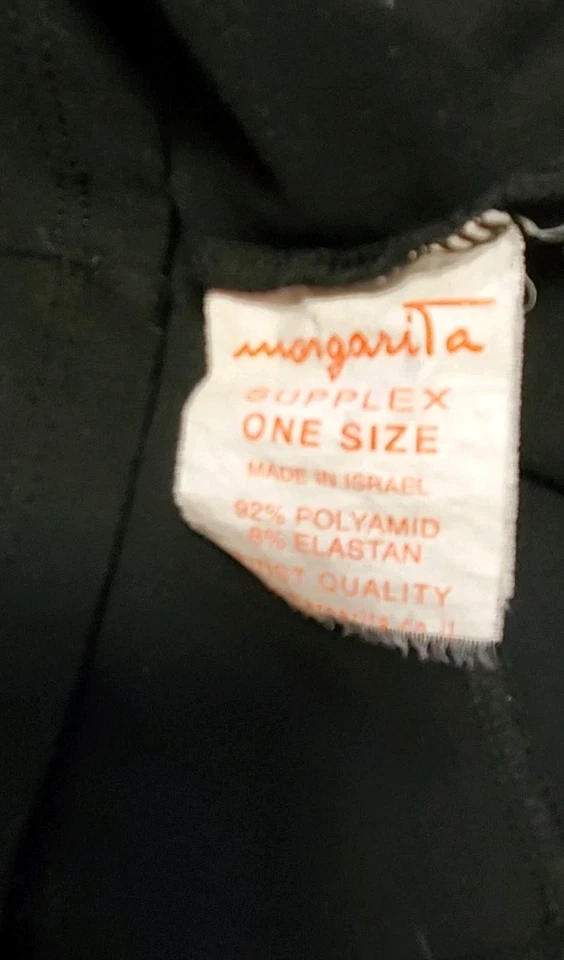 margariTa
SUPPLEX
ONE SIZE
MADE IN ISRAEL
92% POLYAMID
8% ELASTAN
QUALITY